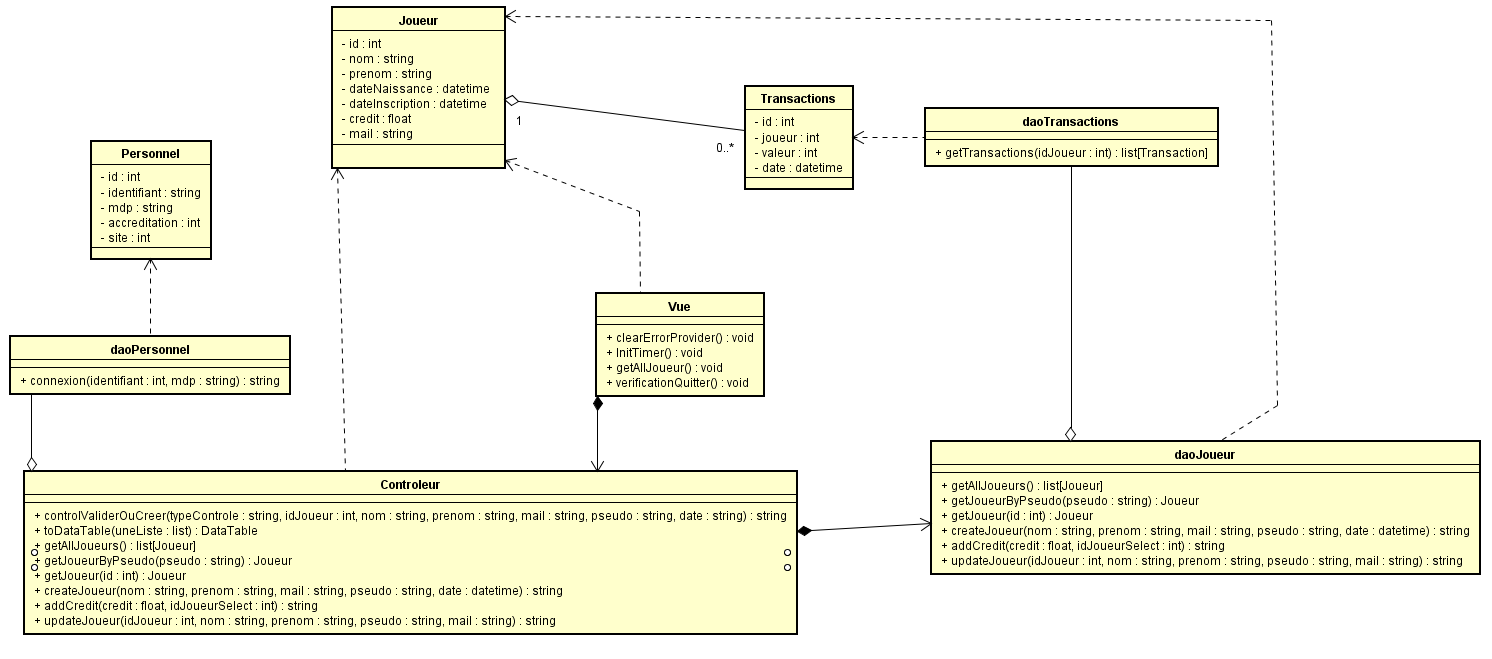 Joueur
- id : int
- nom : string
- prenom : string
- dateNaissance : datetime
- dateInscription : datetime
- credit : float
- mail : string
1
0..*
Transactions
- id : int
- joueur : int
- valeur : int
- date : datetime
daoTransactions
+ getTransactions(idJoueur : int) : list[Transaction]
Personnel
- id : int
- identifiant : string
- mdp : string
- accreditation : int
- site : int
daoPersonnel
+ connexion(identifiant : int, mdp : string) : string
Vue
+ clearErrorProvider() : void
+ InitTimer() : void
+ getAllJoueur() : void
+ verificationQuitter() : void
Controleur
+ controlValiderOuCreer(typeControle : string, idJoueur : int, nom : string, prenom : string, mail : string, pseudo : string, date : string) : string
+ toDataTable(uneListe : list) : DataTable
+ getAllJoueurs() : list[Joueur]
+ getJoueurByPseudo(pseudo : string) : Joueur
+ getJoueur(id : int) : Joueur
+ createJoueur(nom : string, prenom : string, mail : string, pseudo : string, date : datetime) : string
+ addCredit(credit : float, idJoueurSelect : int) : string
+ updateJoueur(idJoueur : int, nom : string, prenom : string, pseudo : string, mail : string) : string
daoJoueur
+ getAllJoueurs() : list[Joueur]
+ getJoueurByPseudo(pseudo : string) : Joueur
+ getJoueur(id : int) : Joueur
+ createJoueur(nom : string, prenom : string, mail : string, pseudo : string, date : datetime) : string
+ addCredit(credit : float, idJoueurSelect : int) : string
+ updateJoueur(idJoueur : int, nom : string, prenom : string, pseudo : string, mail : string) : string